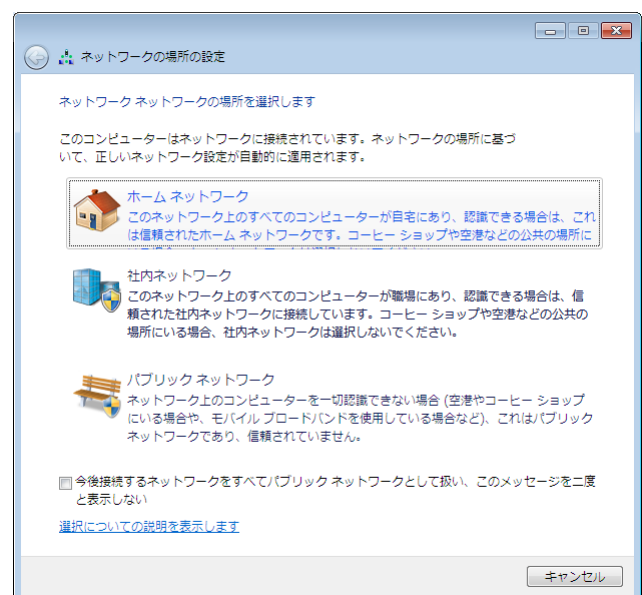 ネットワークの場所の設定
ネットワーク ネットワークの場所を選択します
このコンピューターはネットワークに接続されています。ネットワークの場所に基づ
いて、正しいネットワーク設定が自動的に適用されます。
ホーム ネットワーク
このネットワーク上のすべてのコンピューターが自宅にあり、認識できる場合は、これ
は信頼されたホーム ネットワークです。コーヒー ショップや空港などの公共の場所に
社内ネットワーク
このネットワーク上のすべてのコンピューターが職場にあり、認識できる場合は、信
頼された社内ネットワークに接続しています。コーヒー ショップや空港などの公共の
場所にいる場合、社内ネットワークは選択しないでください。
パブリック ネットワーク
ネットワーク上のコンピューターを一切認識できない場合 (空港やコーヒー ショップ
にいる場合や、モバイル ブロードバンドを使用している場合など)、これはパブリック
ネットワークであり、信頼されていません。
今後接続するネットワークをすべてパブリック ネットワークとして扱い、このメッセージを二度
と表示しない
選択についての説明を表示します
キャンセル